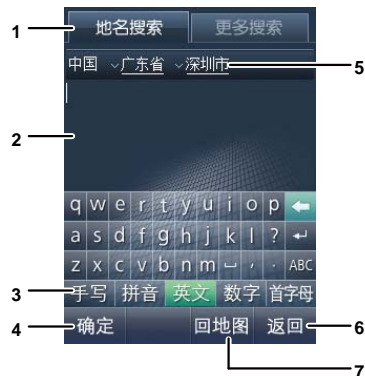 地名搜索 更多搜索
1
中国 广东省 深圳市
5
2
q w e r t y u i o p
a s d f g h j k l ?
z x c v b n m , . ABC
3
手写 拼音 英文 数字 首字母
4
确定 回地图 返回
6
7